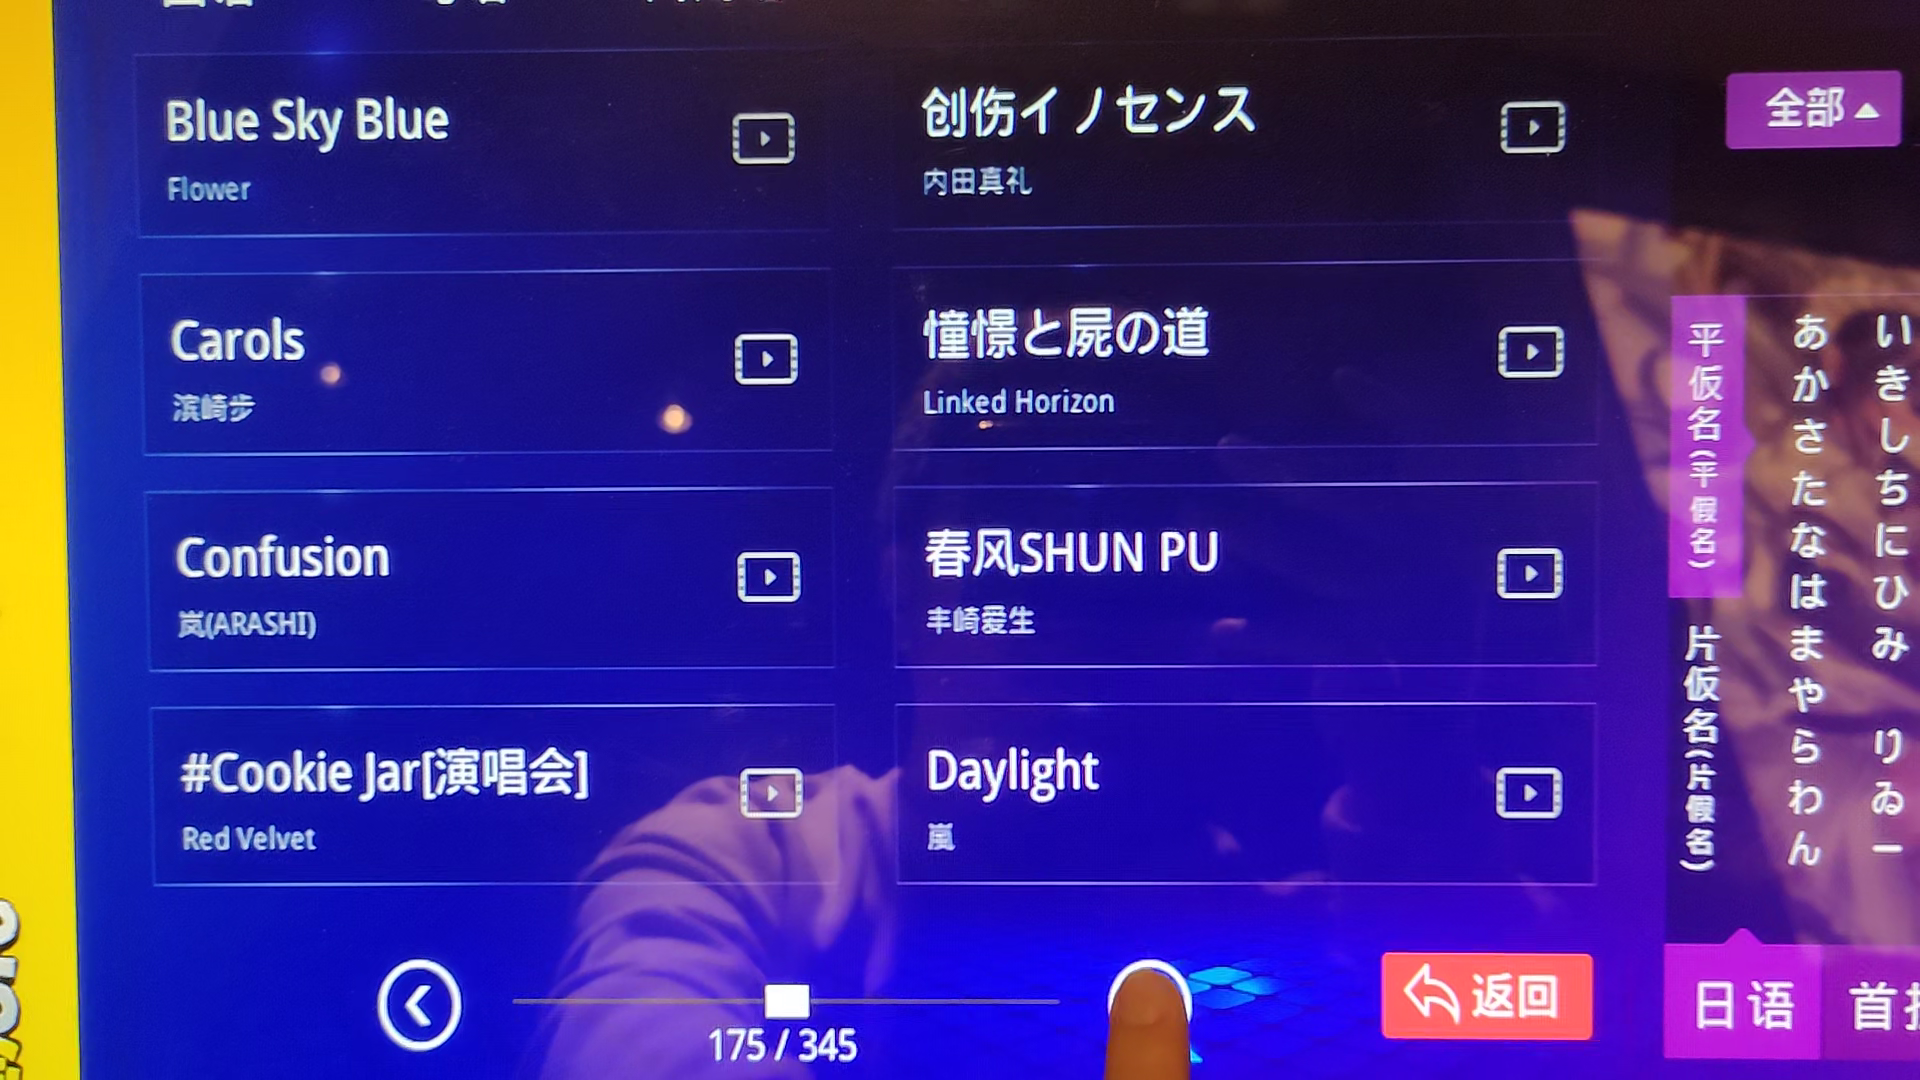 Blue Sky Blue
Flower
创伤イノセンス
内田真礼
Carols
滨崎步
憧憬と屍の道
Linked Horizon
Confusion
岚(ARASHI)
春风SHUN PU
丰崎爱生
#Cookie Jar[演唱会]
Red Velvet
Daylight
嵐
175 / 345
返回
全部
平仮名(平假名)
片仮名(片假名)
あかさたなはまやらわん
いきしちにひみ りゐー
日语
首